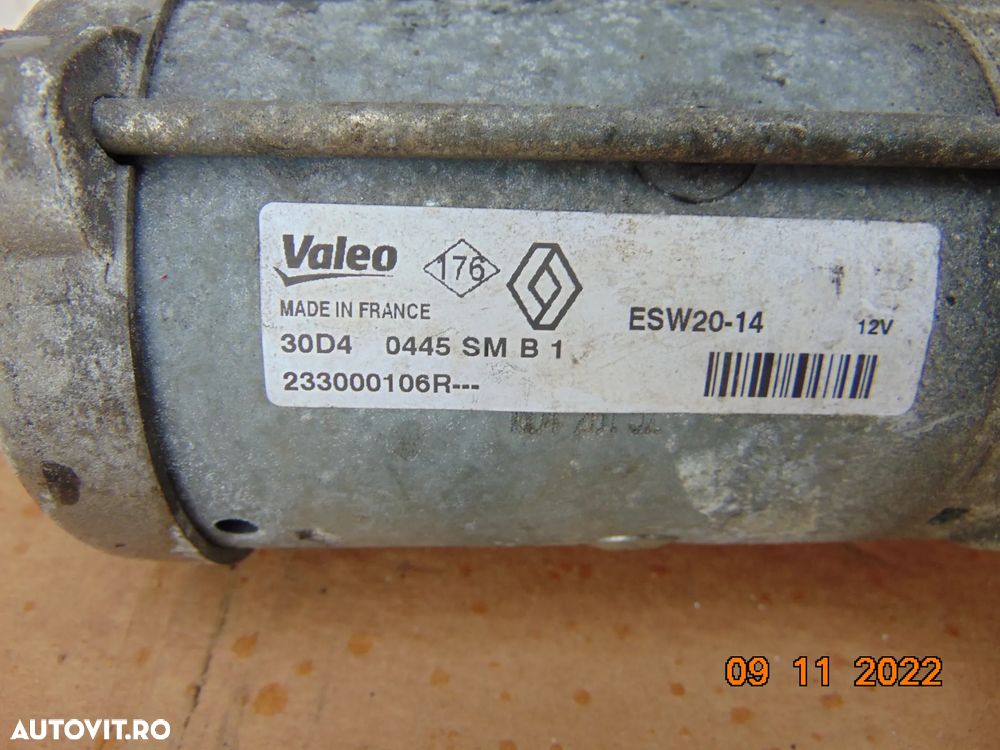 Valeo
176
MADE IN FRANCE
ESW20-14 12V
30D4 0445 SM B 1
233000106R---
09 11 2022
AUTOVIT.RO